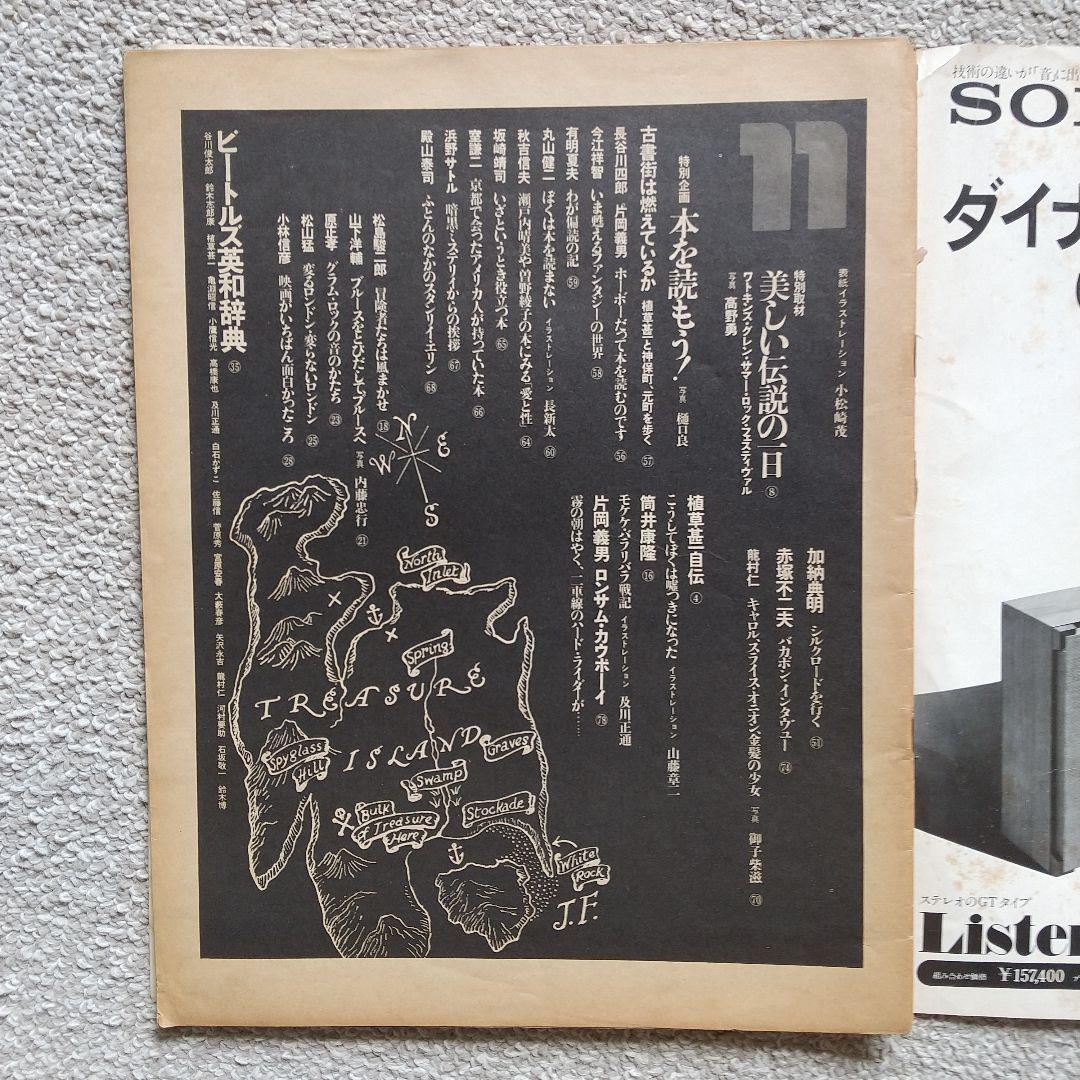 11
表紙イラストレーション 小松崎茂
特別取材
美しい伝説の一日 ⑧
ワトキンズ・グレン・サマー・ロック・フェスティヴァル
写真 高野勇
特別企画 本を読もう! 写真 樋口良
古書街は燃えているか 植草甚一と神保町、元町を歩く ㊼
長谷川四郎 片岡義男 ホーボーだって本を読むのです 56
今江祥智 いま甦えるファンタジーの世界 58
有明夏夫 わが偏読の記 59
丸山健二 ぼくは本を読まない イラストレーション 長新太 60
秋吉信夫 瀬戸内晴美や曽野綾子の本にみる「愛と性」 64
坂崎靖司 いざというとき役立つ本 65
室謙二 京都で会ったアメリカ人が持っていた本 66
浜野サトル 暗黒ミステリィからの挨拶 67
殿山泰司 ふとんのなかのスタンリイ・エリン 68
松島駿二郎 冒険者たちは風まかせ ⑱
山下洋輔 ブルースをとびだしてブルースへ 写真 内藤忠行 ㉑
原王孝 グラム・ロックの音のかたち ㉓
松山猛 変るロンドン・変らないロンドン ㉕
小林信彦 映画がいちばん面白かったころ ㉘
ビートルズ英和辞典 ㉟
谷川俊太郎 鈴木志郎康 植草甚一 亀淵昭信 小鷹信光 高橋康也 及川正通 白石かずこ 佐藤信 菅原秀 宮原安春 大藪春彦 矢沢永吉 龍村仁 河村要助 石坂敬一 鈴木博
加納典明 シルクロードを行く 51
赤塚不二夫 バカボン・インタヴュー 74
龍村仁 キャロル、スライス・オニオン、金髪の少女 写真 御子柴滋 70
植草甚一自伝 ④
こうしてぼくは嘘つきになった イラストレーション 山藤章二
筒井康隆 ⑯
モケケ・バラリバラ戦記 イラストレーション 及川正通
片岡義男 ロンサム・カウボーイ 78
霧の朝はやく、二車線のハード・ライダーが……
N
E
W
S
North Inlet
Spring
TREASURE
ISLAND
Spyglass Hill
Graves
Swamp
Bulk of Treasure Here
Stockade
White Rock
J.F.
技術の違いが「音」に出
SO
ダイナ
ステレオのGTタイプ
Listen
組み合わせ価格 ¥157,400